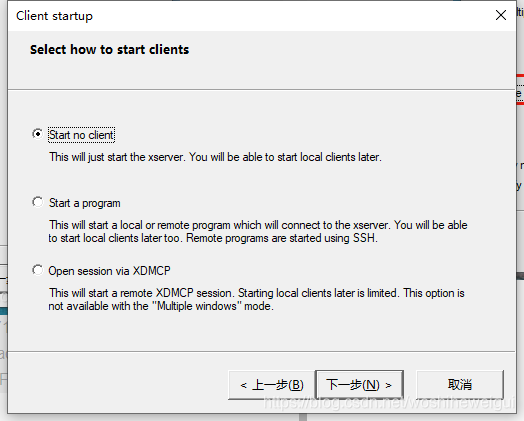 Client startup
Select how to start clients
Start no client
This will just start the xserver. You will be able to start local clients later.
Start a program
This will start a local or remote program which will connect to the xserver. You will be able
to start local clients later too. Remote programs are started using SSH.
Open session via XDMCP
This will start a remote XDMCP session. Starting local clients later is limited. This option is
not available with the "Multiple windows" mode.
< 上一步(B)
下一步(N) >
取消
https://blog.csdn.net/woshihaweigui